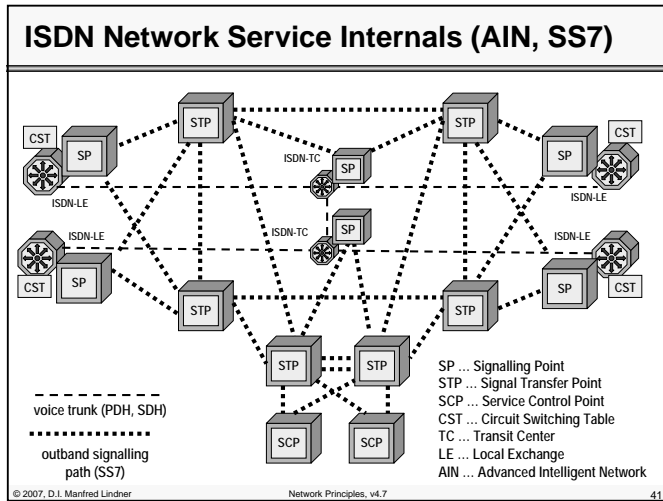 ISDN Network Service Internals (AIN, SS7)
CST
SP
ISDN-LE
STP
ISDN-TC
SP
STP
SP
CST
ISDN-LE
ISDN-LE
CST
SP
STP
ISDN-TC
SP
STP
ISDN-LE
SP
CST
STP
STP
SCP
SCP
voice trunk (PDH, SDH)
outband signalling
path (SS7)
SP ... Signalling Point
STP ... Signal Transfer Point
SCP ... Service Control Point
CST ... Circuit Switching Table
TC ... Transit Center
LE ... Local Exchange
AIN ... Advanced Intelligent Network
© 2007, D.I. Manfred Lindner
Network Principles, v4.7
41